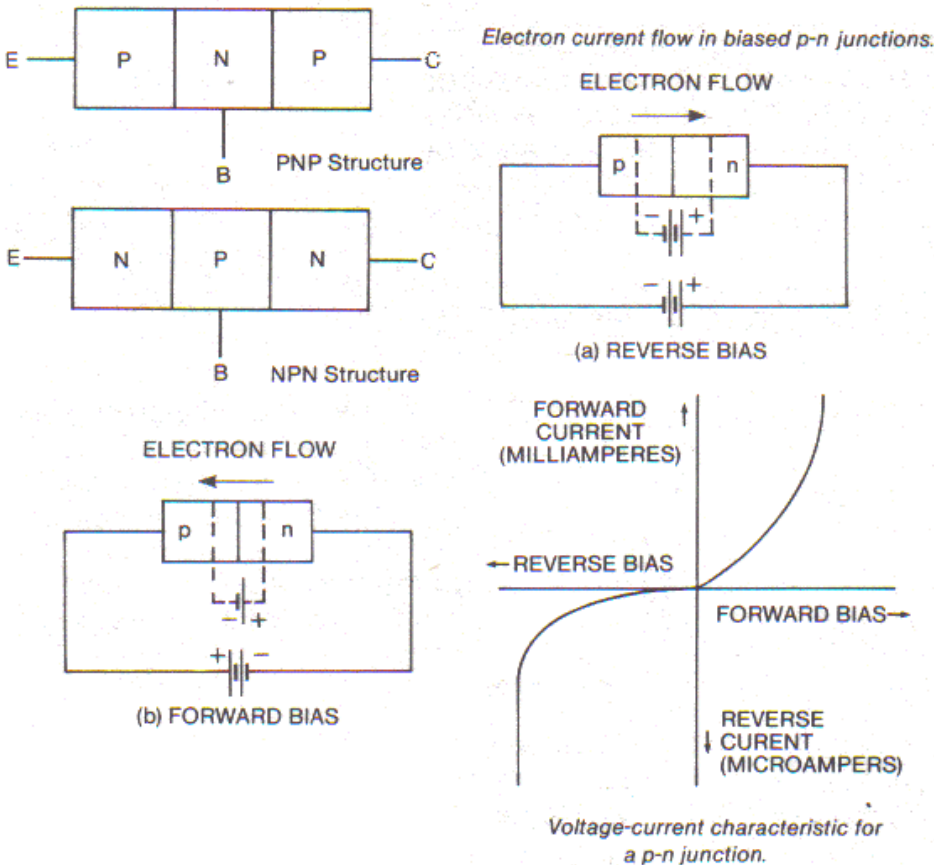 E
P
N
P
C
B
PNP Structure
E
N
P
N
C
B
NPN Structure
ELECTRON FLOW
p
n
- +
+ -
(b) FORWARD BIAS
Electron current flow in biased p-n junctions.
ELECTRON FLOW
p
n
- +
- +
(a) REVERSE BIAS
FORWARD
CURRENT
(MILLIAMPERES)
REVERSE BIAS
FORWARD BIAS
REVERSE
CURENT
(MICROAMPERS)
Voltage-current characteristic for
a p-n junction.